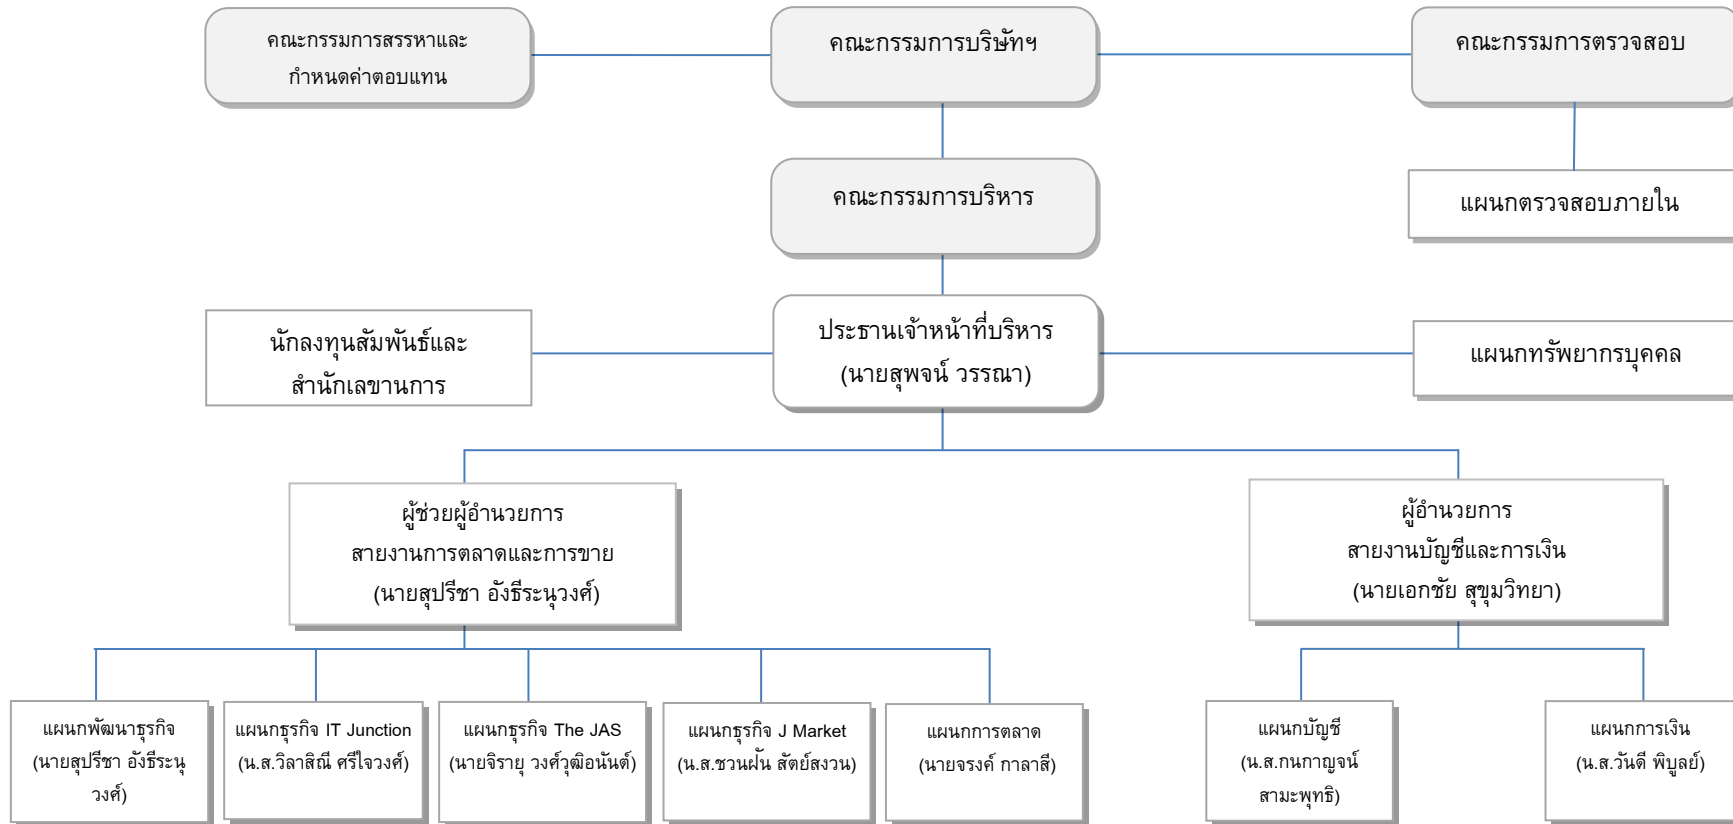 คณะกรรมการสรรหาและ
กำหนดค่าตอบแทน
คณะกรรมการบริษัทฯ
คณะกรรมการตรวจสอบ
คณะกรรมการบริหาร
แผนกตรวจสอบภายใน
นักลงทุนสัมพันธ์และ
สำนักเลขานการ
ประธานเจ้าหน้าที่บริหาร
(นายสุพจน์ วรรณา)
แผนกทรัพยากรบุคคล
ผู้ช่วยผู้อำนวยการ
สายงานการตลาดและการขาย
(นายสุปรีชา อังธีระนุวงศ์)
ผู้อำนวยการ
สายงานบัญชีและการเงิน
(นายเอกชัย สุขุมวิทยา)
แผนกพัฒนาธุรกิจ
(นายสุปรีชา อังธีระนุ
วงศ์)
แผนกธุรกิจ IT Junction
(น.ส.วิลาสิณี ศรีใจวงศ์)
แผนกธุรกิจ The JAS
(นายจิรายุ วงศ์วุฒิอนันต์)
แผนกธุรกิจ J Market
(น.ส.ชวนฝัน สัตย์สงวน)
แผนกการตลาด
(นายจรงค์ กาลาสี)
แผนกบัญชี
(น.ส.กนกาญจน์
สามะพุทธิ)
แผนกการเงิน
(น.ส.วันดี พิบูลย์)